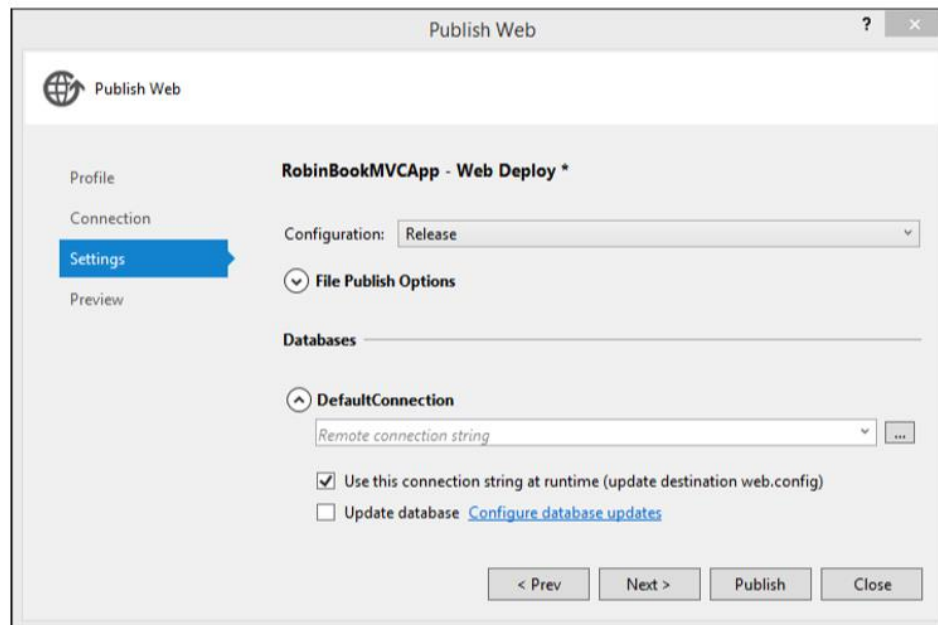 Publish Web
?
×
Publish Web
Profile
Connection
Settings
Preview
RobinBookMVCApp - Web Deploy *
Configuration: Release
File Publish Options
Databases
DefaultConnection
Remote connection string
...
Use this connection string at runtime (update destination web.config)
Update database Configure database updates
< Prev Next > Publish Close